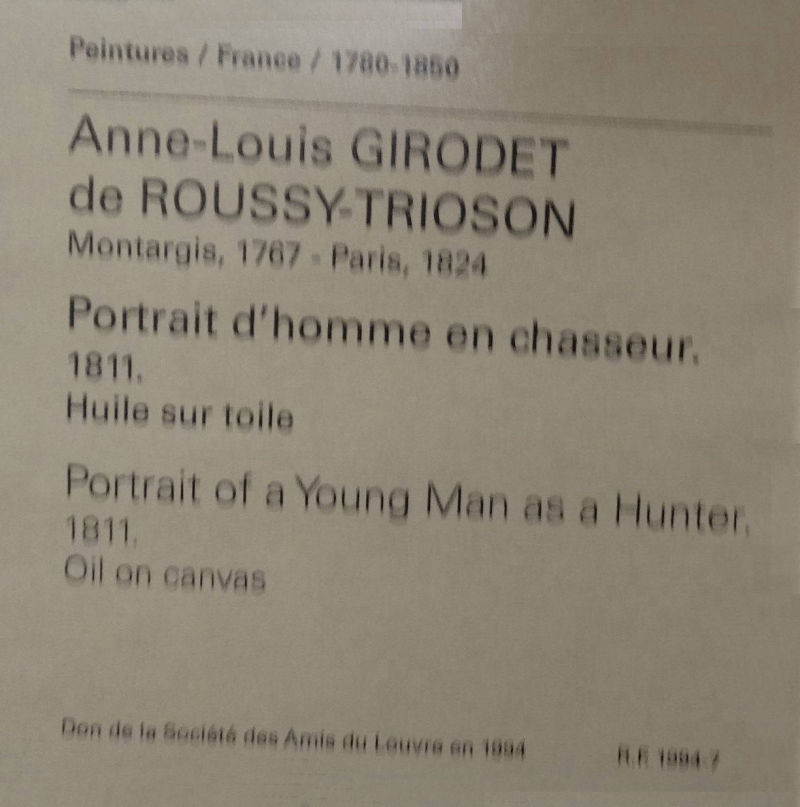 Peintures / France / 1780-1850
Anne-Louis GIRODET
de ROUSSY-TRIOSON
Montargis, 1767 - Paris, 1824
Portrait d'homme en chasseur.
1811.
Huile sur toile
Portrait of a Young Man as a Hunter.
1811.
Oil on canvas
Don de la Société des Amis du Louvre en 1994
R.F. 1994-7